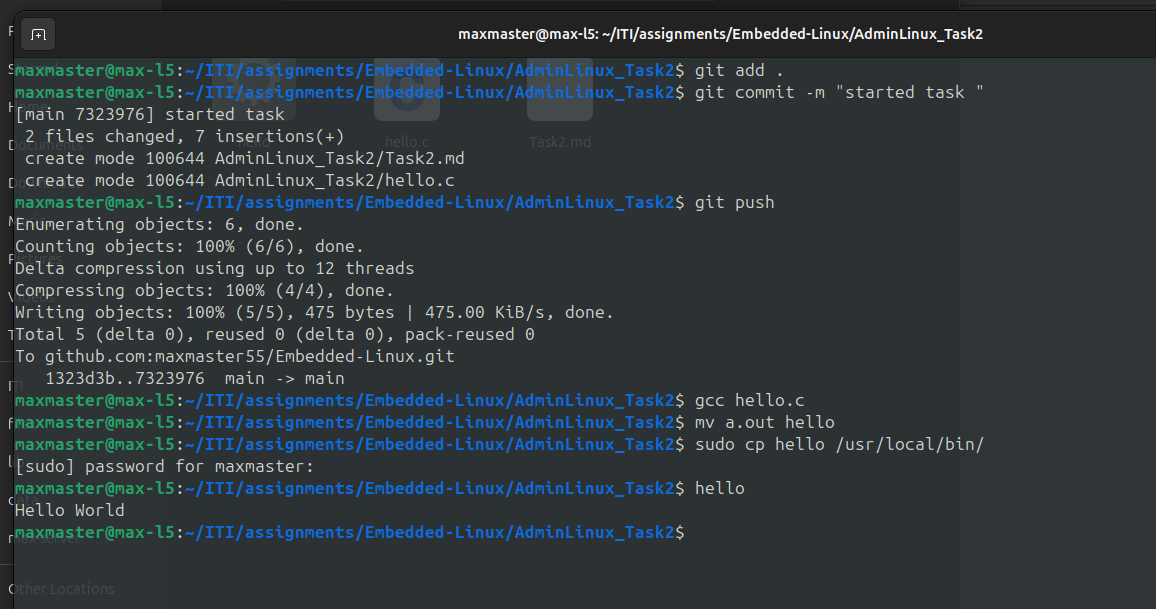 maxmaster@max-l5: ~/ITI/assignments/Embedded-Linux/AdminLinux_Task2
maxmaster@max-l5:~/ITI/assignments/Embedded-Linux/AdminLinux_Task2$ git add .
maxmaster@max-l5:~/ITI/assignments/Embedded-Linux/AdminLinux_Task2$ git commit -m "started task "
[main 7323976] started task
2 files changed, 7 insertions(+)
create mode 100644 AdminLinux_Task2/Task2.md
create mode 100644 AdminLinux_Task2/hello.c
maxmaster@max-l5:~/ITI/assignments/Embedded-Linux/AdminLinux_Task2$ git push
Enumerating objects: 6, done.
Counting objects: 100% (6/6), done.
Delta compression using up to 12 threads
Compressing objects: 100% (4/4), done.
Writing objects: 100% (5/5), 475 bytes | 475.00 KiB/s, done.
Total 5 (delta 0), reused 0 (delta 0), pack-reused 0
To github.com:maxmaster55/Embedded-Linux.git
1323d3b..7323976  main -> main
maxmaster@max-l5:~/ITI/assignments/Embedded-Linux/AdminLinux_Task2$ gcc hello.c
maxmaster@max-l5:~/ITI/assignments/Embedded-Linux/AdminLinux_Task2$ mv a.out hello
maxmaster@max-l5:~/ITI/assignments/Embedded-Linux/AdminLinux_Task2$ sudo cp hello /usr/local/bin/
[sudo] password for maxmaster:
maxmaster@max-l5:~/ITI/assignments/Embedded-Linux/AdminLinux_Task2$ hello
Hello World
maxmaster@max-l5:~/ITI/assignments/Embedded-Linux/AdminLinux_Task2$
hello
hello.c
Task2.md
Home
Documents
Pictures
Videos
ITI
Other Locations